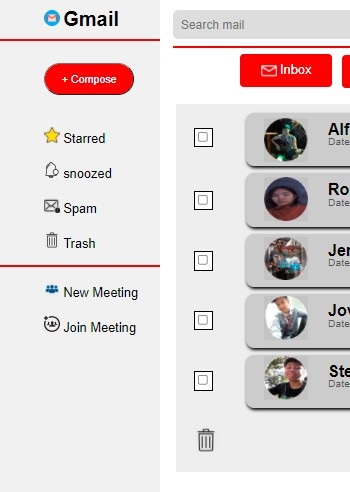 Gmail
Search mail
+ Compose
Inbox
Starred
snoozed
Spam
Trash
New Meeting
Join Meeting
Alf
Date
Ro
Date
Jer
Date
Jov
Date
Ste
Date